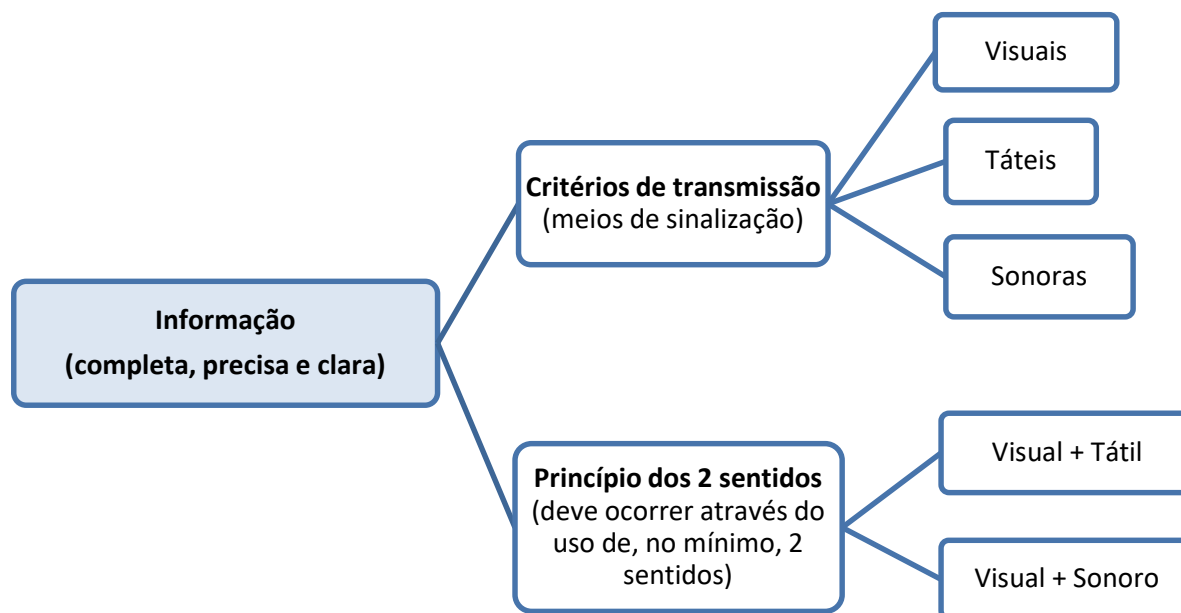 Informação
(completa, precisa e clara)
Critérios de transmissão
(meios de sinalização)
Visuais
Táteis
Sonoras
Princípio dos 2 sentidos
(deve ocorrer através do
uso de, no mínimo, 2
sentidos)
Visual + Tátil
Visual + Sonoro